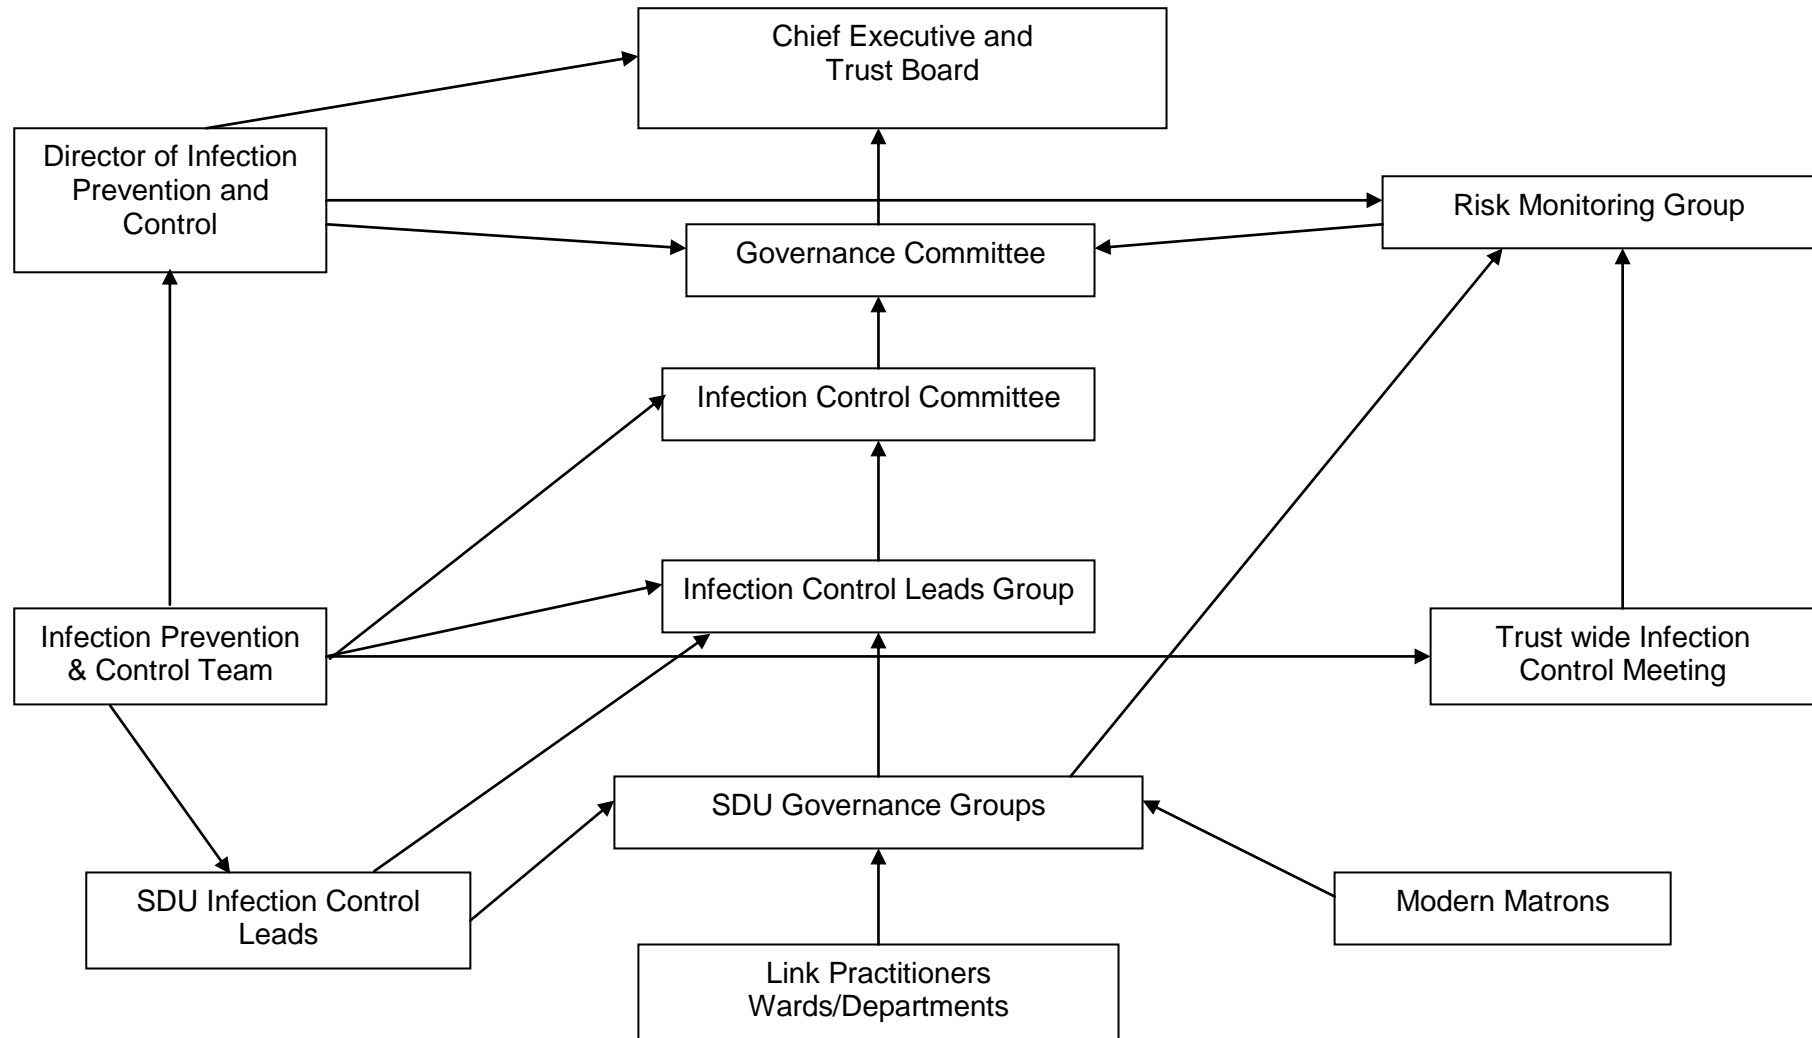 Chief Executive and
Trust Board
Director of Infection
Prevention and
Control
Risk Monitoring Group
Governance Committee
Infection Control Committee
Infection Control Leads Group
Infection Prevention
& Control Team
Trust wide Infection
Control Meeting
SDU Governance Groups
SDU Infection Control
Leads
Modern Matrons
Link Practitioners
Wards/Departments